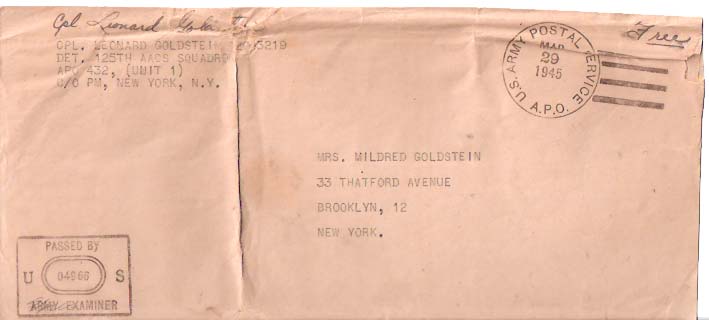 Cpl Leonard Goldstein
CPL. LEONARD GOLDSTEIN, 3219
DET. 125TH AACS SQUADRON
APO 432, (UNIT 1)
C/O PM, NEW YORK, N.Y.
Free
U.S. ARMY POSTAL SERVICE
MAR
29
1945
A.P.O.
MRS. MILDRED GOLDSTEIN
33 THATFORD AVENUE
BROOKLYN, 12
NEW YORK.
PASSED BY
U 04966 S
ARMY EXAMINER